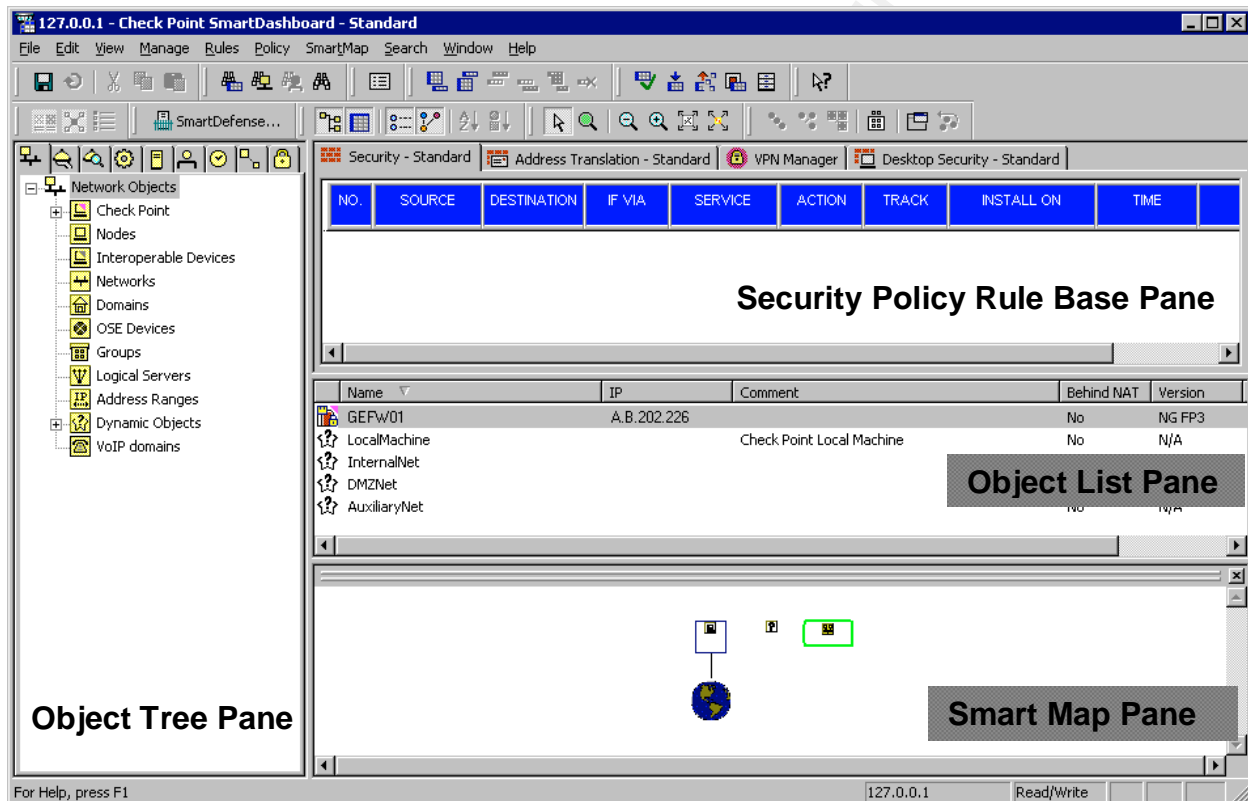 127.0.0.1 - Check Point SmartDashboard - Standard
File Edit View Manage Rules Policy SmartMap Search Window Help
SmartDefense...
Network Objects
Check Point
Nodes
Interoperable Devices
Networks
Domains
OSE Devices
Groups
Logical Servers
Address Ranges
Dynamic Objects
VoIP domains
Object Tree Pane
Security - Standard Address Translation - Standard VPN Manager Desktop Security - Standard
NO. SOURCE DESTINATION IF VIA SERVICE ACTION TRACK INSTALL ON TIME
Security Policy Rule Base Pane
Name IP Comment Behind NAT Version
GEFW01 A.B.202.226 No NG FP3
LocalMachine Check Point Local Machine No N/A
InternalNet
DMZNet
AuxiliaryNet No N/A
Object List Pane
Smart Map Pane
For Help, press F1 127.0.0.1 Read/Write